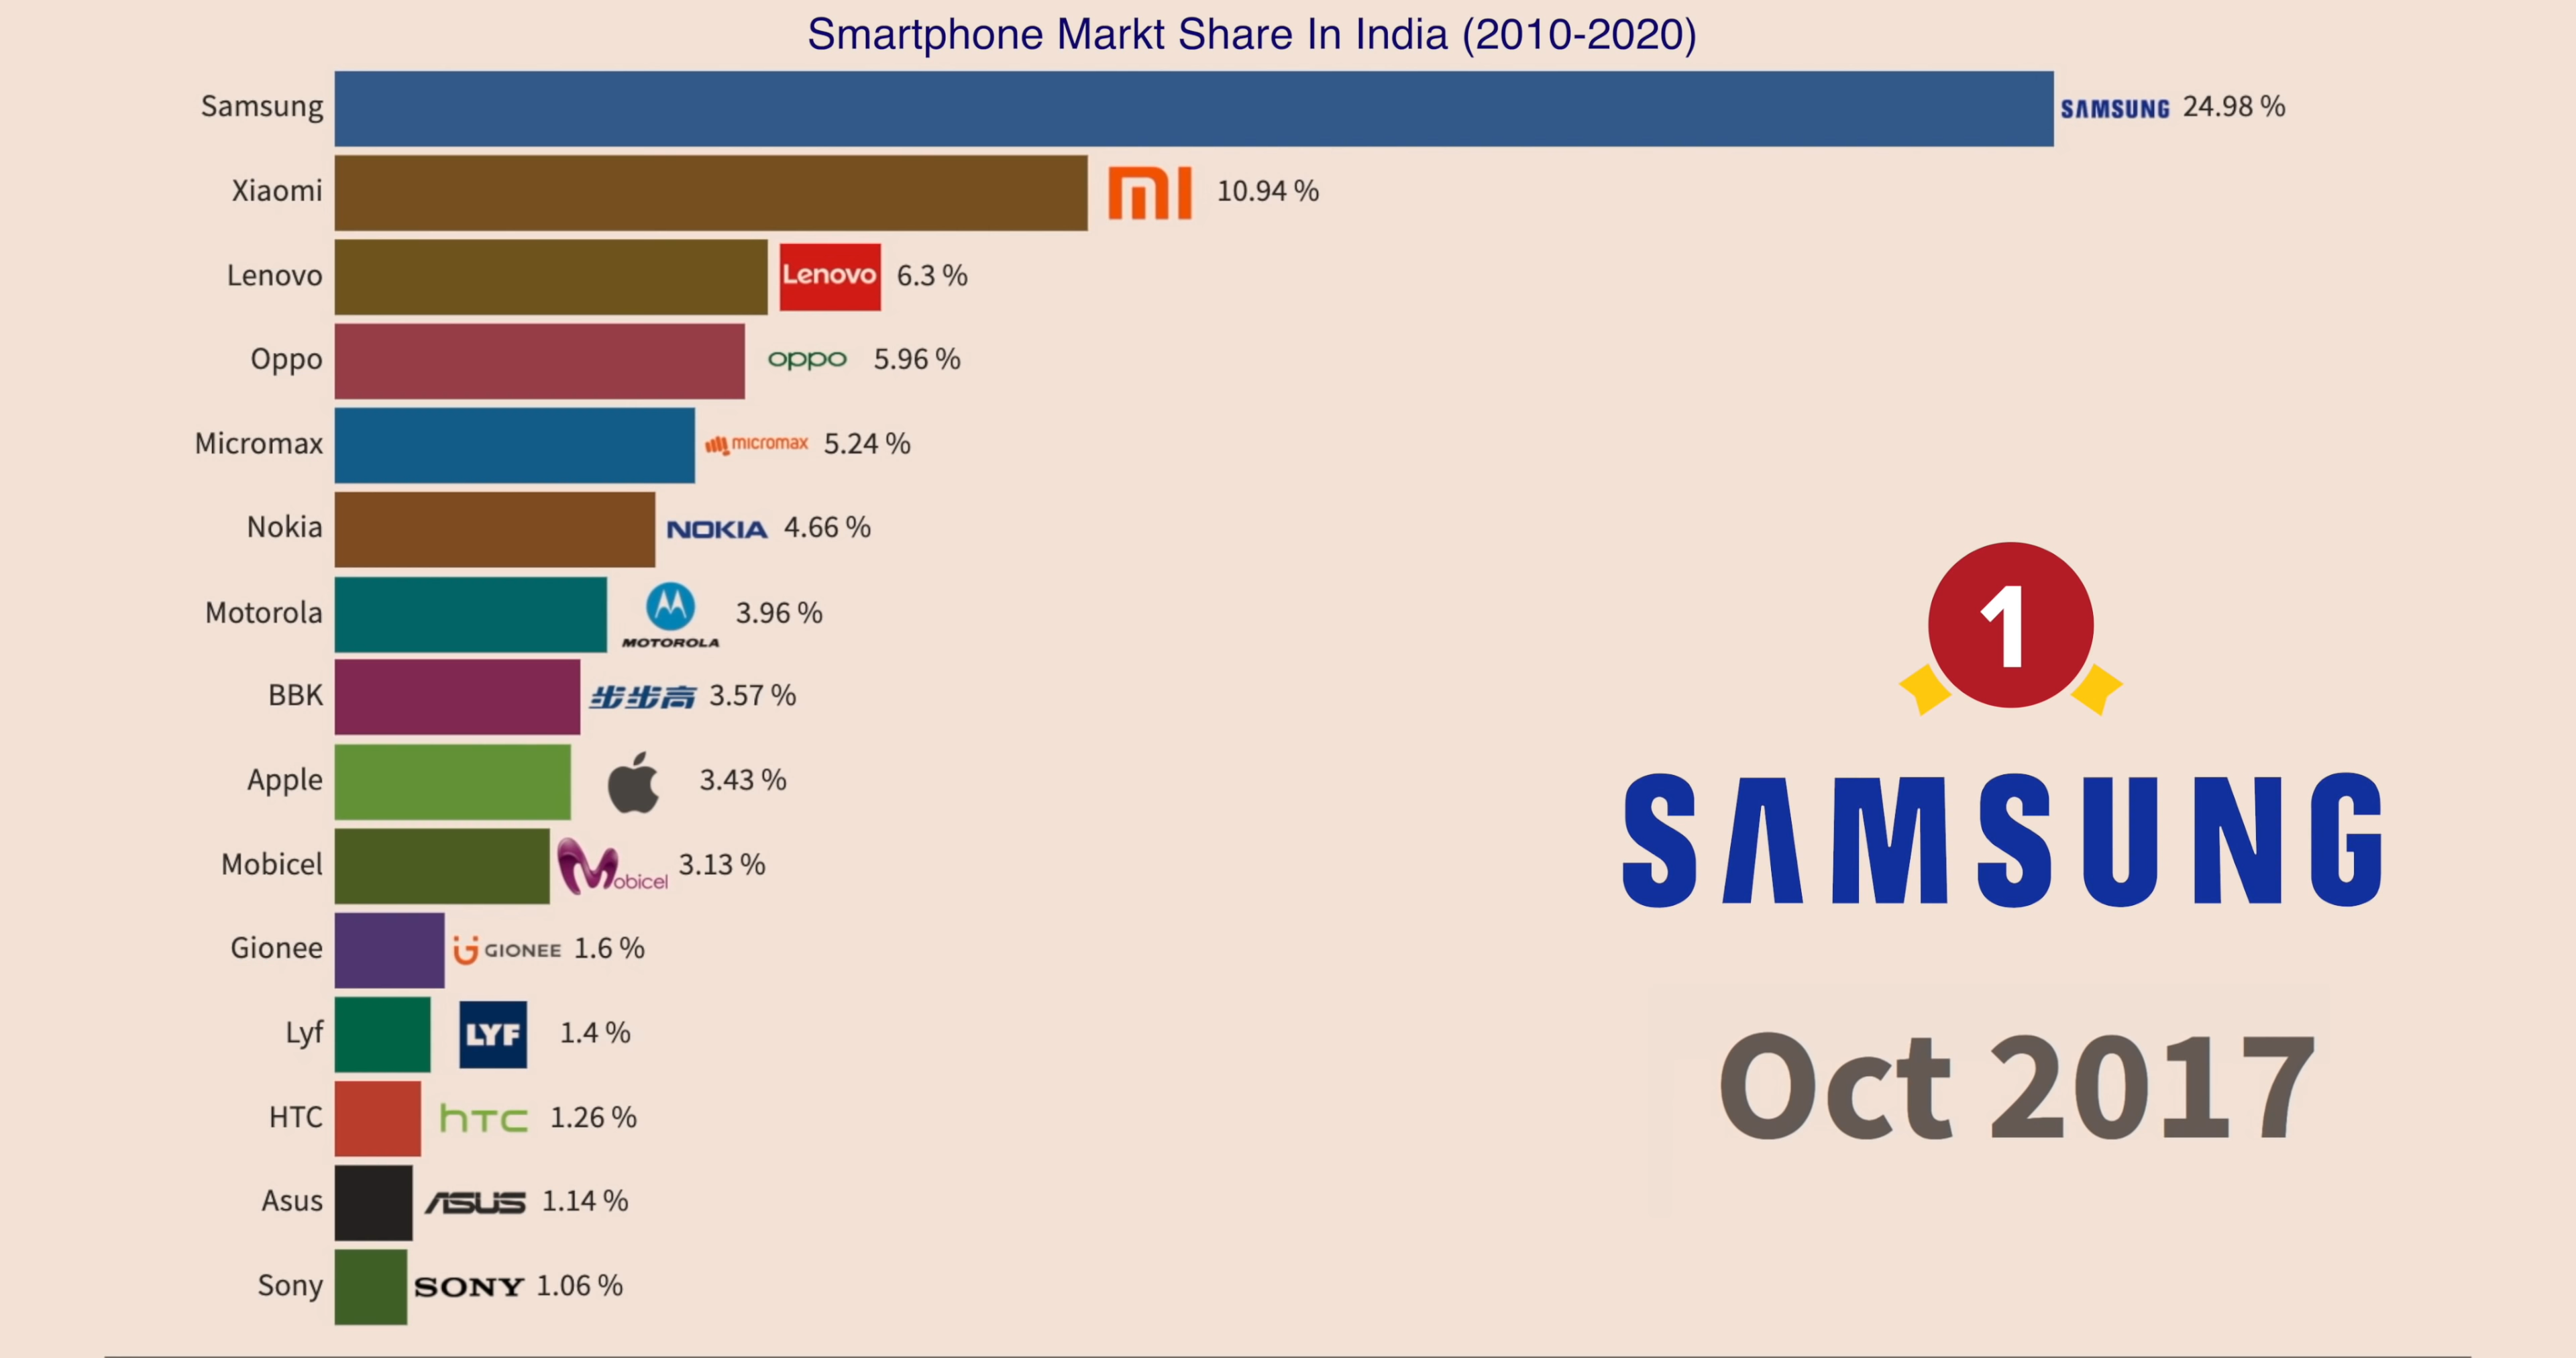 Smartphone Markt Share In India (2010-2020)
Samsung SAMSUNG 24.98 %
Xiaomi mi 10.94 %
Lenovo Lenovo 6.3 %
Oppo oppo 5.96 %
Micromax micromax 5.24 %
Nokia NOKIA 4.66 %
Motorola MOTOROLA 3.96 %
BBK 步步高 3.57 %
Apple 3.43 %
Mobicel Mobicel 3.13 %
Gionee GIONEE 1.6 %
Lyf LYF 1.4 %
HTC hTC 1.26 %
Asus ASUS 1.14 %
Sony SONY 1.06 %
1
SAMSUNG
Oct 2017